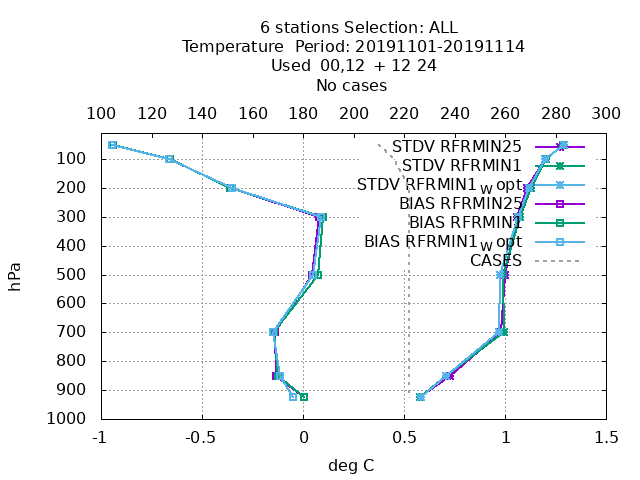 6 stations Selection: ALL
Temperature Period: 20191101-20191114
Used 00,12 + 12 24
No cases
100 120 140 160 180 200 220 240 260 280 300
STDV RFRMIN25
STDV RFRMIN1
STDV RFRMIN1w opt
BIAS RFRMIN25
BIAS RFRMIN1
BIAS RFRMIN1w opt
CASES
hPa
100
200
300
400
500
600
700
800
900
1000
-1 -0.5 0 0.5 1 1.5
deg C